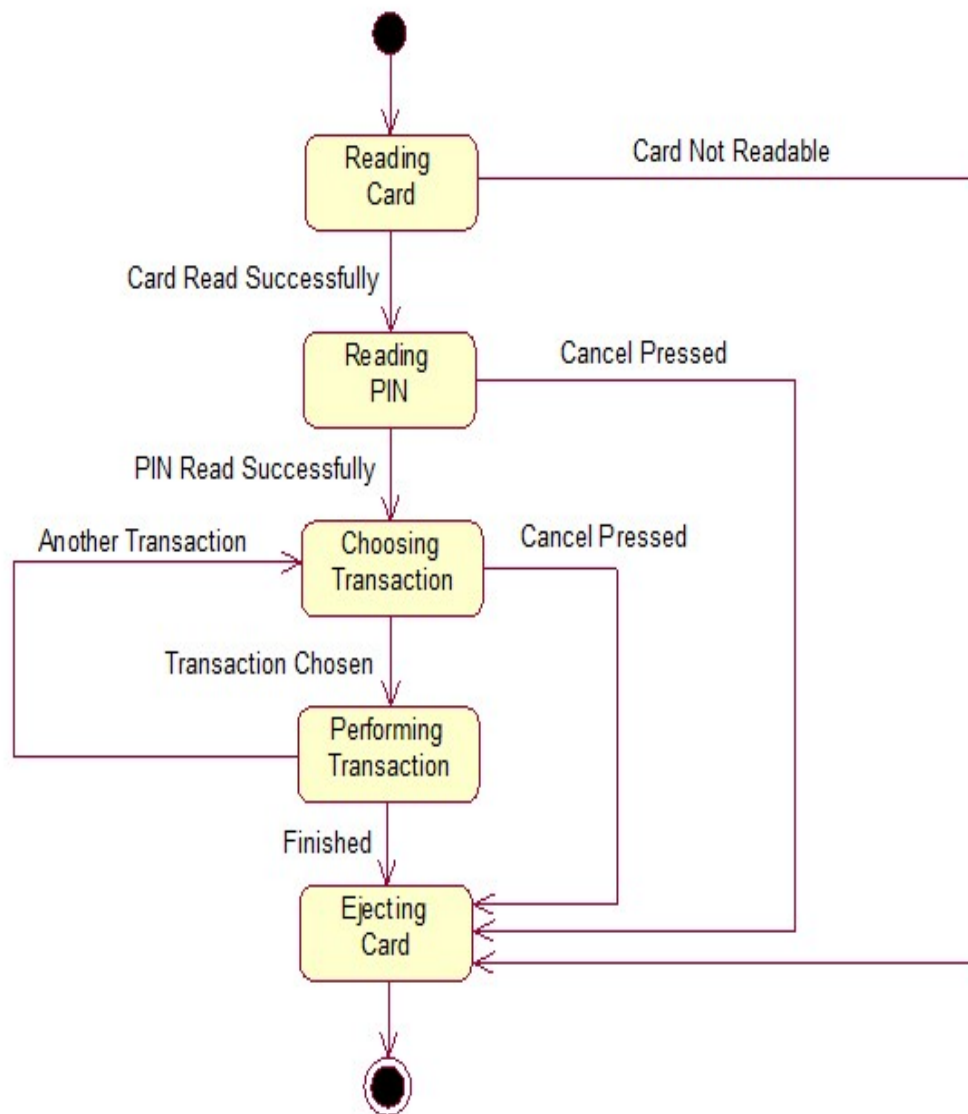 Reading
Card
Card Not Readable
Card Read Successfully
Reading
PIN
Cancel Pressed
PIN Read Successfully
Another Transaction
Choosing
Transaction
Cancel Pressed
Transaction Chosen
Performing
Transaction
Finished
Ejecting
Card